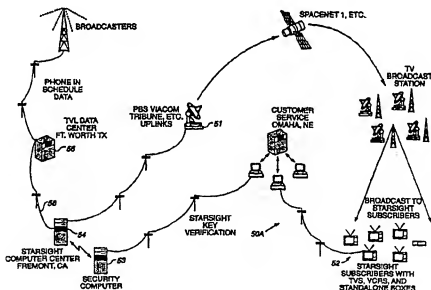 BROADCASTERS
SPACENET 1, ETC.
PHONE IN
SCHEDULE
DATA
TV
BROADCAST
STATION
PBS VIACOM
TRIBUNE, ETC.
UPLINKS
51
CUSTOMER
SERVICE
OMAHA, NE
TVL DATA
CENTER
FT. WORTH TX
56
58
STARSIGHT
KEY
VERIFICATION
50A
BROADCAST TO
STARSIGHT
SUBSCRIBERS
54
53
52
STARSIGHT
COMPUTER CENTER
FREMONT, CA
SECURITY
COMPUTER
STARSIGHT
SUBSCRIBERS WITH
TVS, VCRS, AND
STANDALONE BOXES